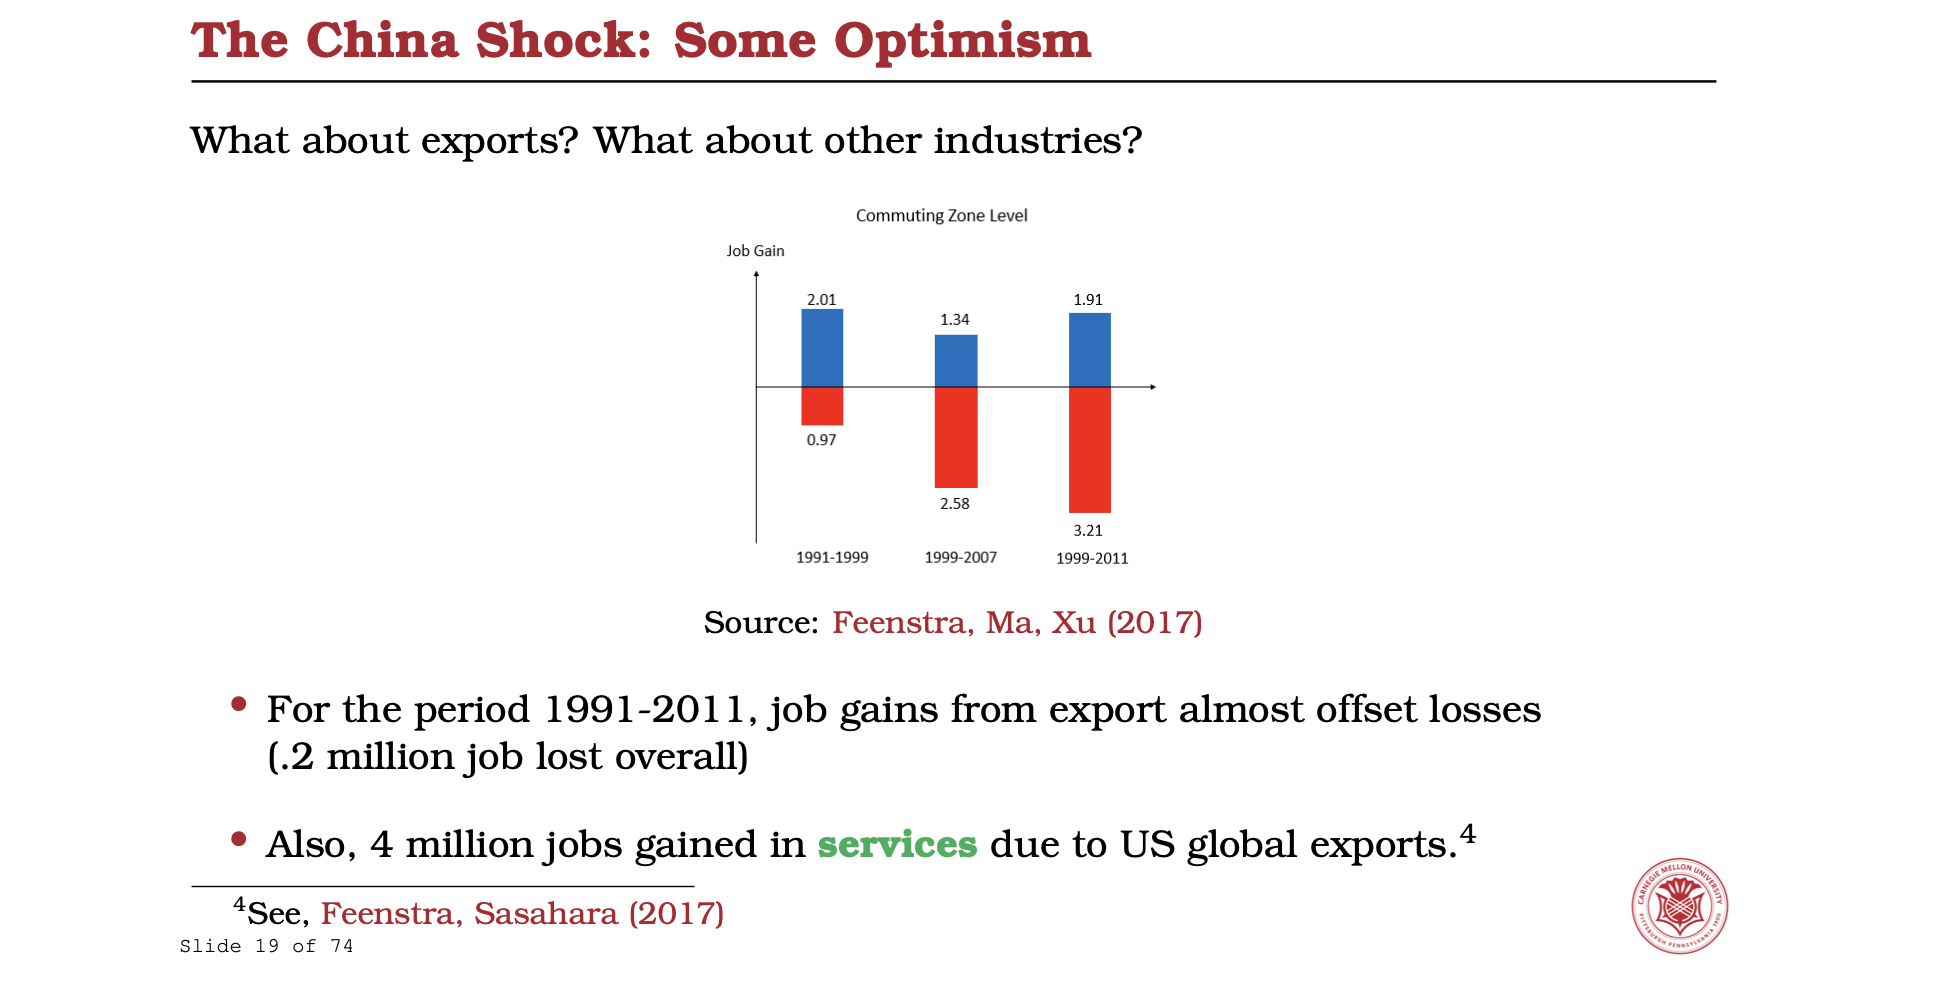 The China Shock: Some Optimism
What about exports? What about other industries?
Commuting Zone Level
Job Gain
2.01
1.34
1.91
0.97
2.58
3.21
1991-1999
1999-2007
1999-2011
Source: Feenstra, Ma, Xu (2017)
• For the period 1991-2011, job gains from export almost offset losses
(.2 million job lost overall)
• Also, 4 million jobs gained in services due to US global exports.⁴
⁴See, Feenstra, Sasahara (2017)
Slide 19 of 74
CARNEGIE MELLON UNIVERSITY
PITTSBURGH PENNSYLVANIA 1900